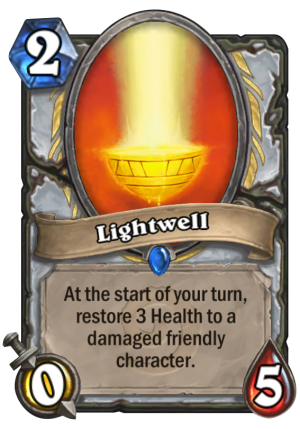 2
Lightwell
At the start of your turn,
restore 3 Health to a
damaged friendly
character.
0
5